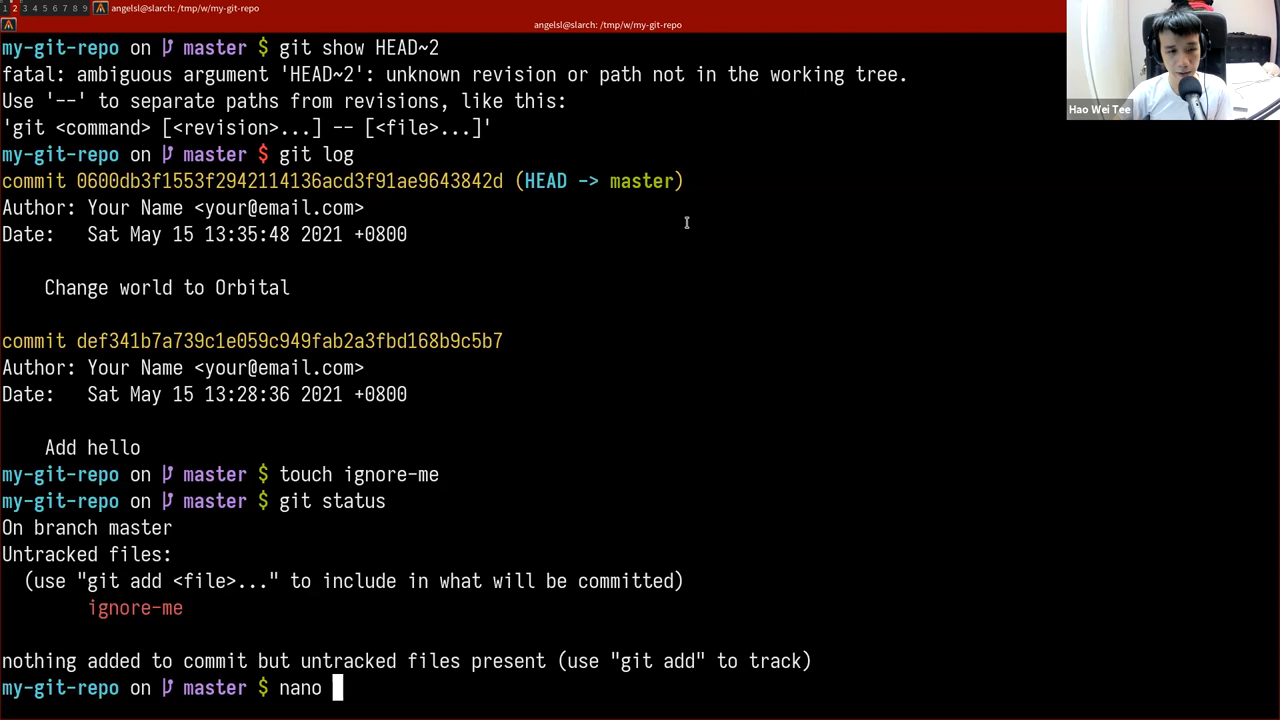 1 2 3 4 5 6 7 8 9 angelsl@slarch: /tmp/w/my-git-repo
angelsl@slarch: /tmp/w/my-git-repo
my-git-repo on master $ git show HEAD~2
fatal: ambiguous argument 'HEAD~2': unknown revision or path not in the working tree.
Use '--' to separate paths from revisions, like this:
'git <command> [<revision>...] -- [<file>...]'
Hao Wei Tee
my-git-repo on master $ git log
commit 0600db3f1553f2942114136acd3f91ae9643842d (HEAD -> master)
Author: Your Name <your@email.com>
Date:   Sat May 15 13:35:48 2021 +0800
Change world to Orbital
commit def341b7a739c1e059c949fab2a3fbd168b9c5b7
Author: Your Name <your@email.com>
Date:   Sat May 15 13:28:36 2021 +0800
Add hello
my-git-repo on master $ touch ignore-me
my-git-repo on master $ git status
On branch master
Untracked files:
(use "git add <file>..." to include in what will be committed)
ignore-me
nothing added to commit but untracked files present (use "git add" to track)
my-git-repo on master $ nano